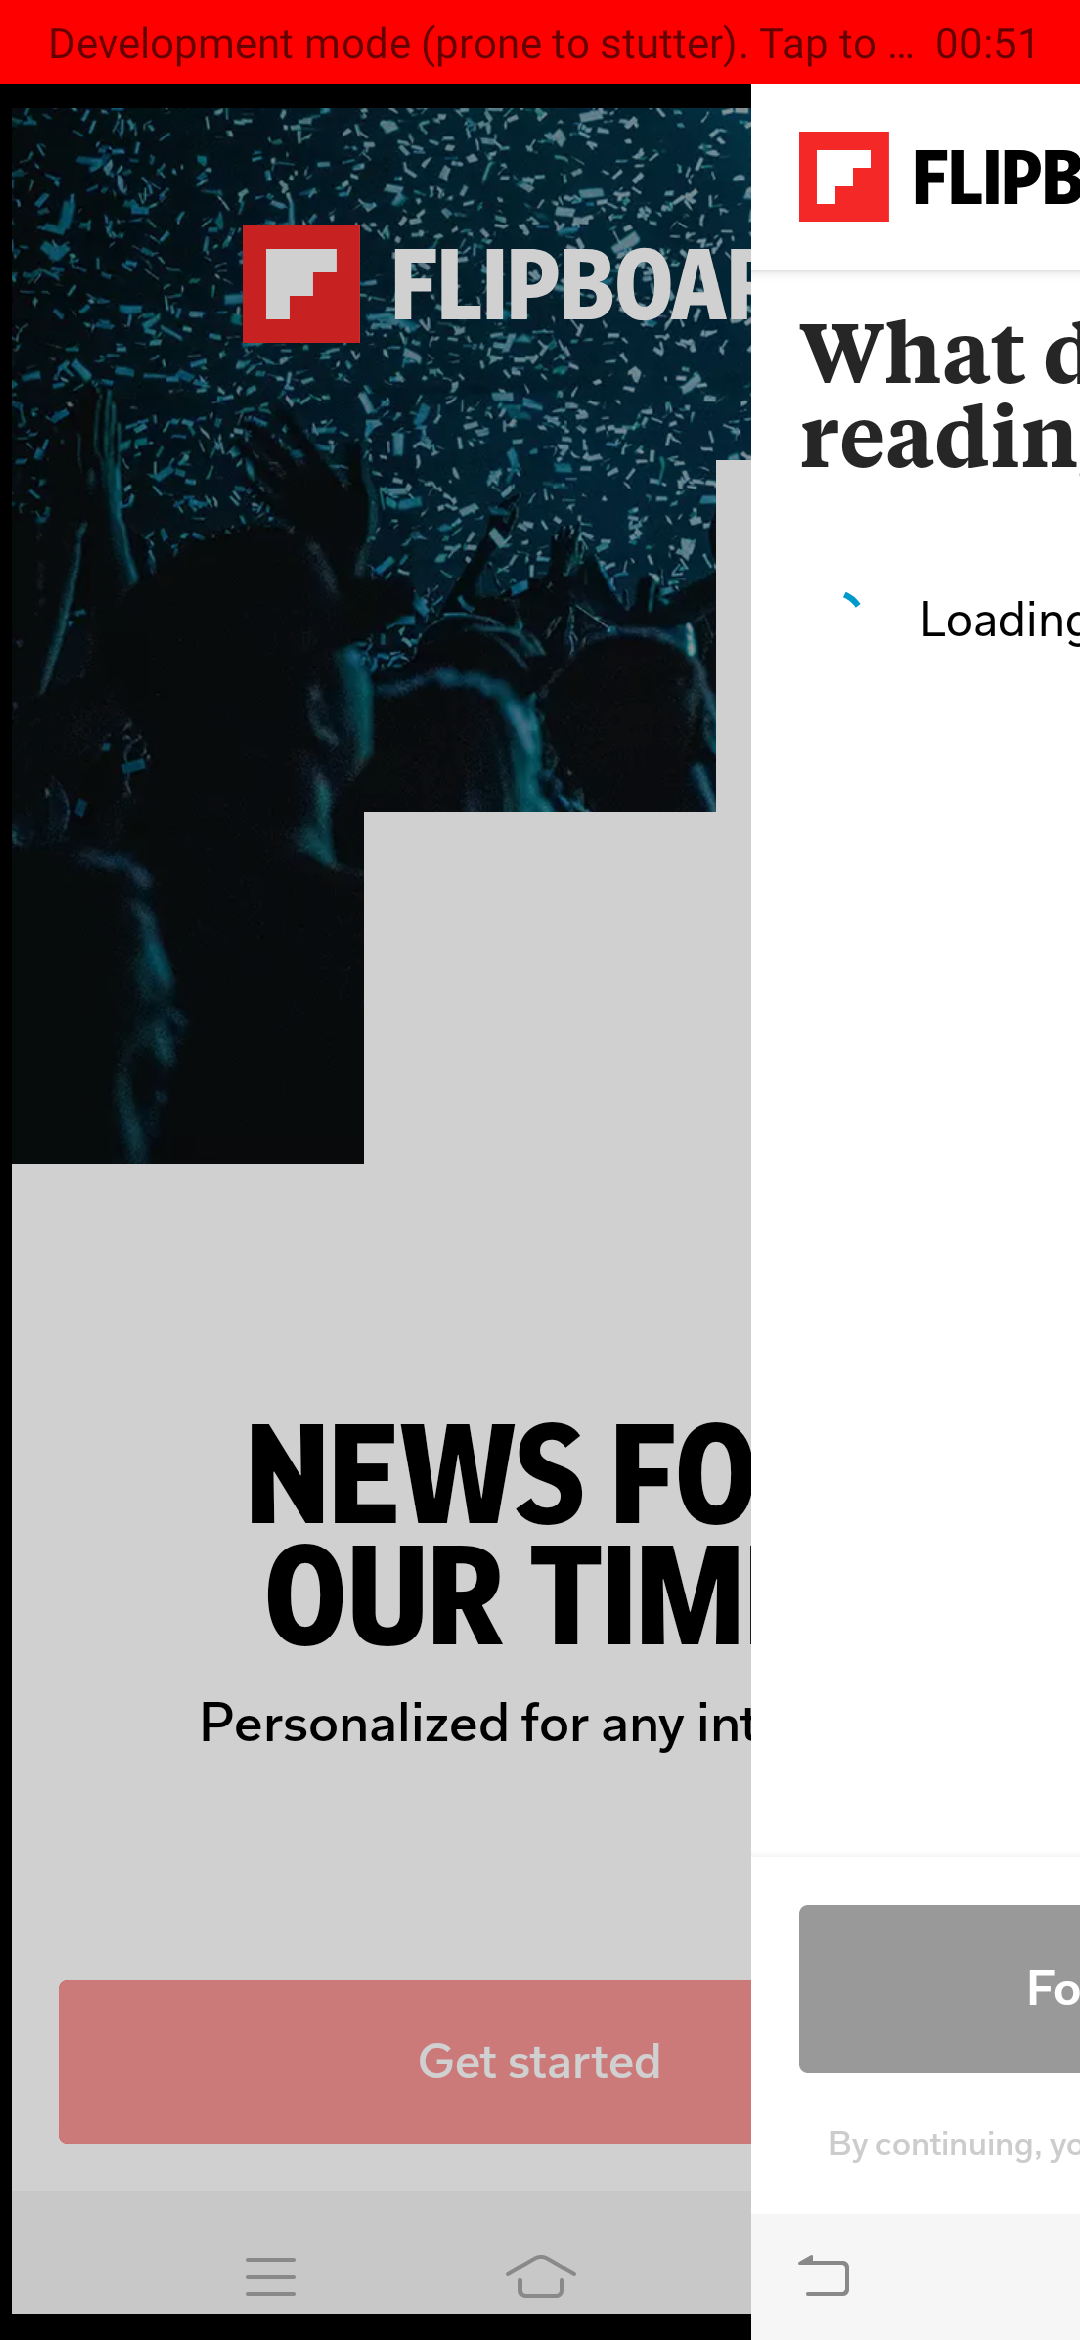 Development mode (prone to stutter). Tap to ... 00:51
FLIPBOAR
NEWS FO
OUR TIM
Personalized for any int
Get started
FLIPB
What d
reading
Loading
Fo
By continuing, yo